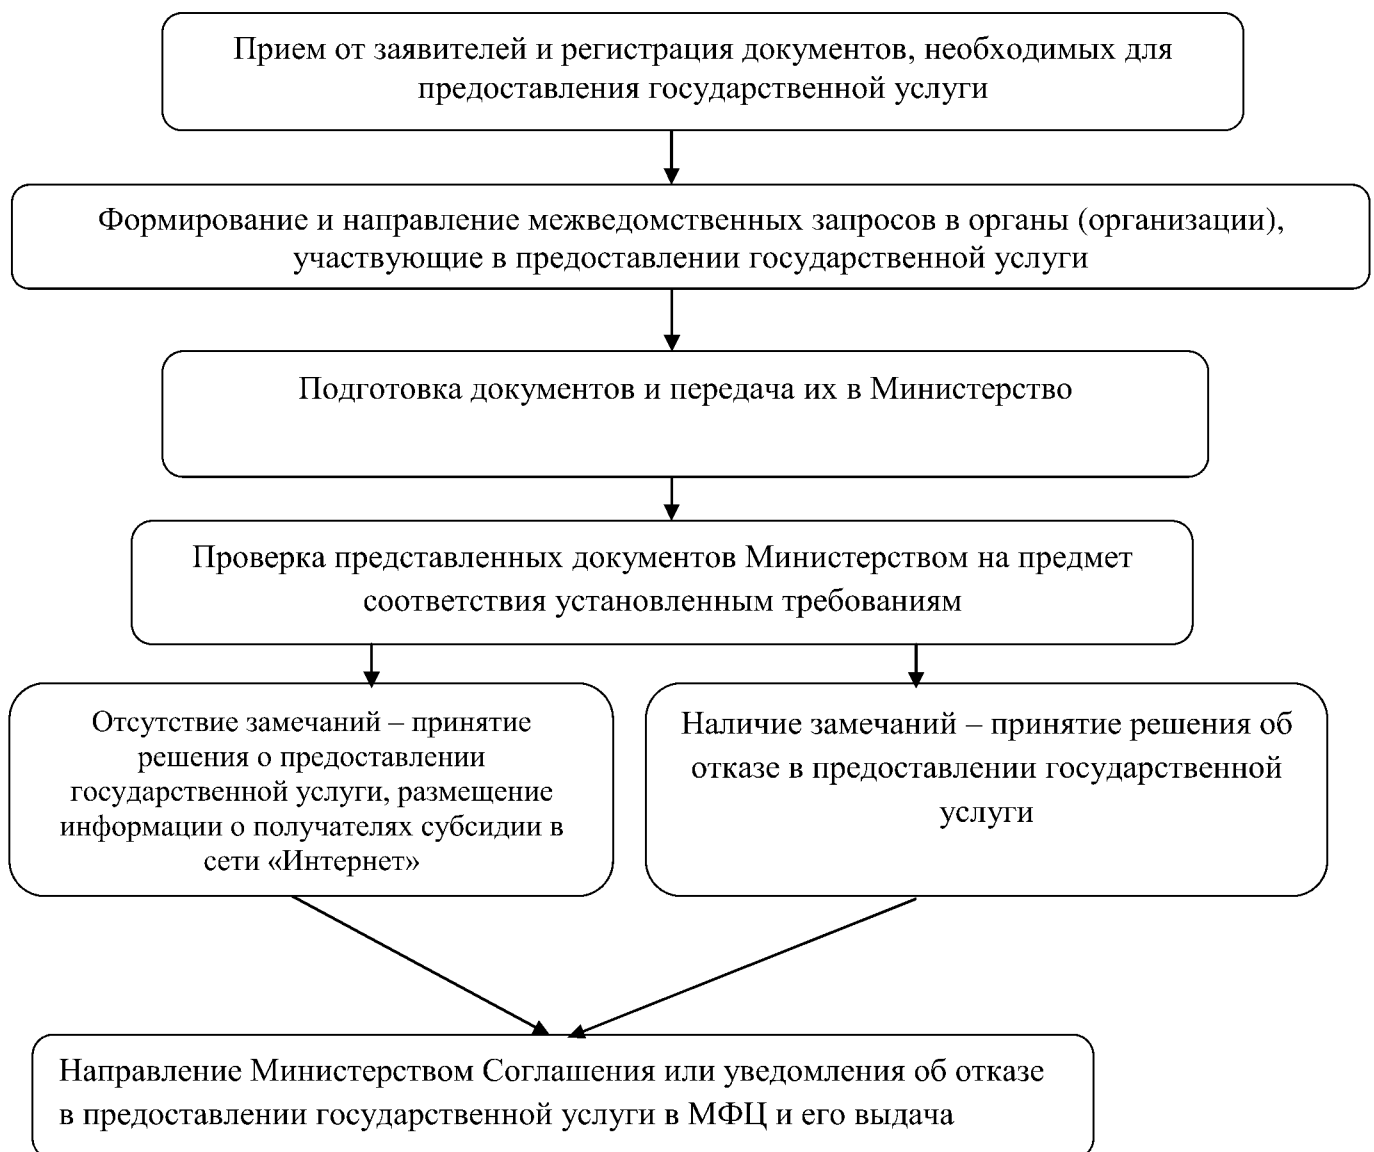 Прием от заявителей и регистрация документов, необходимых для
предоставления государственной услуги
Формирование и направление межведомственных запросов в органы (организации),
участвующие в предоставлении государственной услуги
Подготовка документов и передача их в Министерство
Проверка представленных документов Министерством на предмет
соответствия установленным требованиям
Отсутствие замечаний – принятие
решения о предоставлении
государственной услуги, размещение
информации о получателях субсидии в
сети «Интернет»
Наличие замечаний – принятие решения об
отказе в предоставлении государственной
услуги
Направление Министерством Соглашения или уведомления об отказе
в предоставлении государственной услуги в МФЦ и его выдача